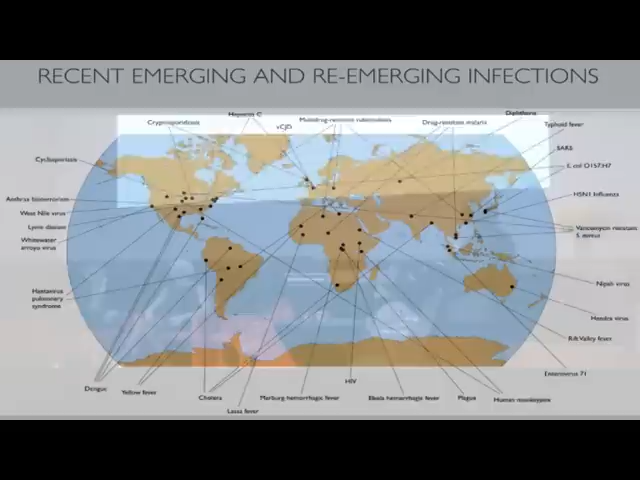 RECENT EMERGING AND RE-EMERGING INFECTIONS
Hepatitis C
Cryptosporidiosis
vCJD
Multidrug-resistant tuberculosis
Drug-resistant malaria
Diphtheria
Typhoid fever
SARS
Cyclosporiasis
E. coli O157:H7
H5N1 Influenza
Anthrax bioterrorism
West Nile virus
Lyme disease
Whitewater
arroyo virus
Vancomycin resistant
S. aureus
Hantavirus
pulmonary
syndrome
Nipah virus
Hendra virus
Rift Valley fever
Enterovirus 71
Dengue
Yellow fever
Cholera
Lassa fever
Marburg hemorrhagic fever
HIV
Ebola hemorrhagic fever
Plague
Human monkeypox